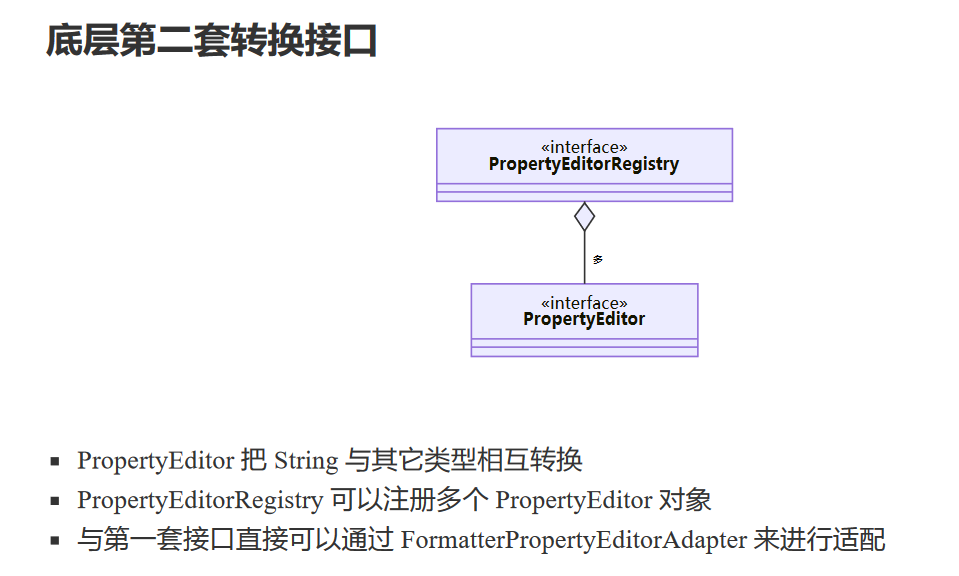 底层第二套转换接口
«interface»
PropertyEditorRegistry
多
«interface»
PropertyEditor
▪ PropertyEditor 把 String 与其它类型相互转换
▪ PropertyEditorRegistry 可以注册多个 PropertyEditor 对象
▪ 与第一套接口直接可以通过 FormatterPropertyEditorAdapter 来进行适配